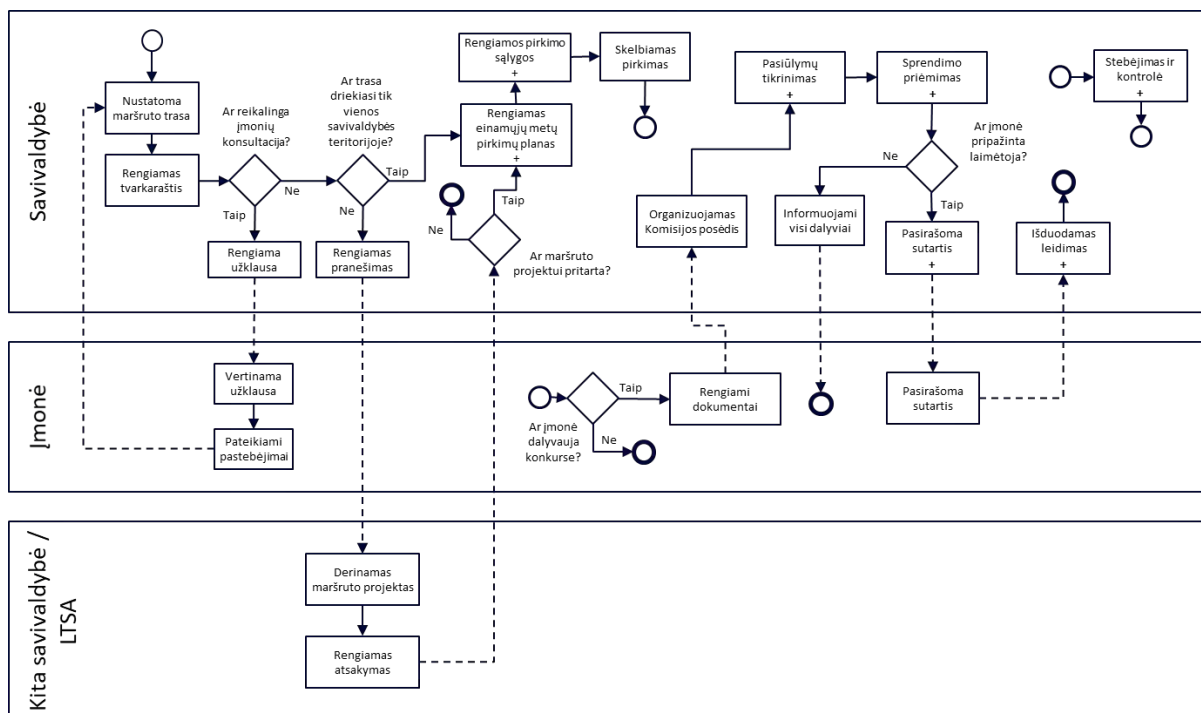 Savivaldybė
Nustatoma
maršruto trasa
Rengiamas
tvarkaraštis
Ar reikalinga
įmonių
konsultacija?
Taip
Ne
Rengiama
užklausa
Ar trasa
driekiasi tik
vienos
savivaldybės
teritorijoje?
Taip
Ne
Rengiamas
pranešimas
Rengiamos pirkimo
sąlygos
+
Rengiamas
einamųjų metų
pirkimų planas
+
Skelbiamas
pirkimas
Ne
Taip
Ar maršruto
projektui pritarta?
Organizuojamas
Komisijos posėdis
Pasiūlymų
tikrinimas
+
Sprendimo
priėmimas
+
Ar įmonė
pripažinta
laimėtoja?
Ne
Taip
Informuojami
visi dalyviai
Pasirašoma
sutartis
+
Stebėjimas ir
kontrolė
+
Išduodamas
leidimas
+
Įmonė
Vertinama
užklausa
Pateikiami
pastebėjimai
Ar įmonė
dalyvauja
konkurse?
Taip
Ne
Rengiami
dokumentai
Pasirašoma
sutartis
Kita savivaldybė /
LTSA
Derinamas
maršruto projektas
Rengiamas
atsakymas